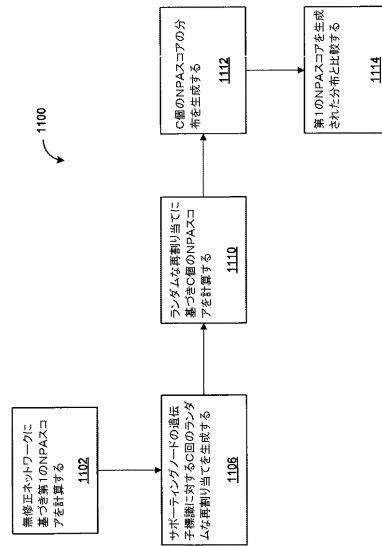 1100
無修正ネットワークに
基づき第1のNPAスコ
アを計算する
1102
サポーティングノードの遺伝
子標識に対するC回のランダ
ムな再割り当てを生成する
1106
ランダムな再割り当てに
基づきC個のNPAスコ
アを計算する
1110
C個のNPAスコアの分
布を生成する
1112
第1のNPAスコアを生成
された分布と比較する
1114